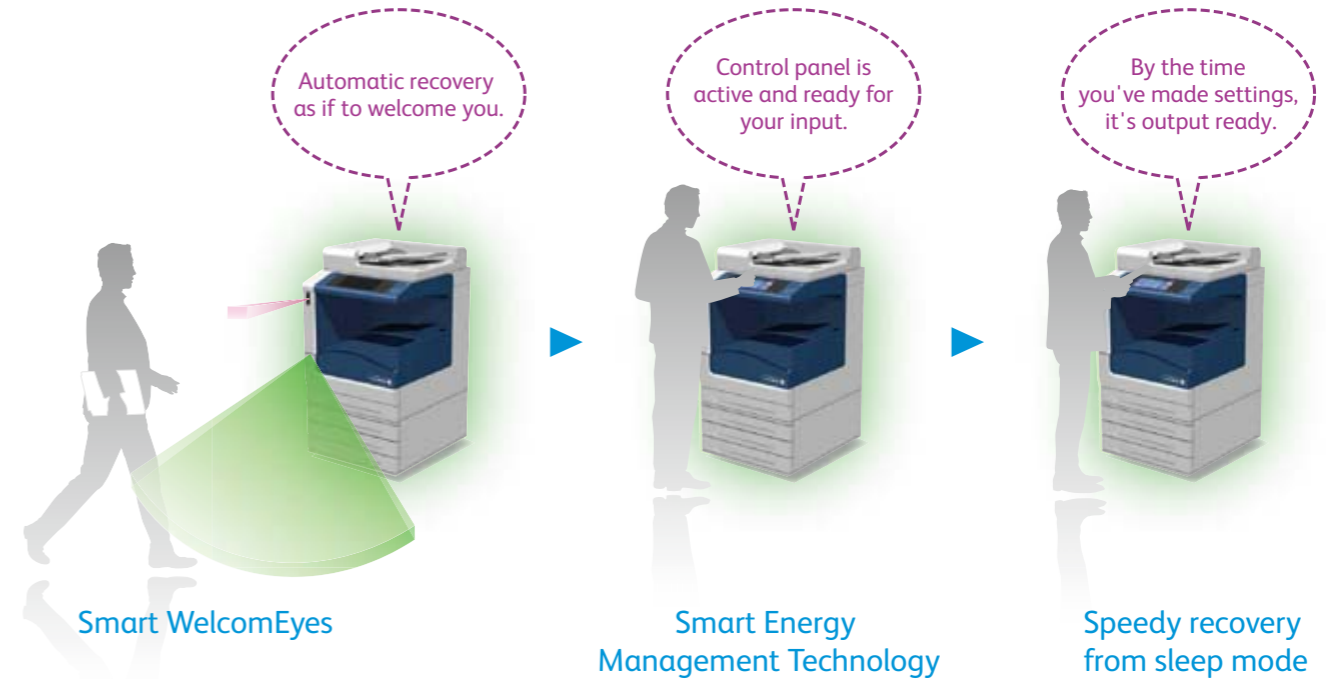 Automatic recovery
as if to welcome you.
Control panel is
active and ready for
your input.
By the time
you've made settings,
it's output ready.
Smart WelcomEyes
Smart Energy
Management Technology
Speedy recovery
from sleep mode